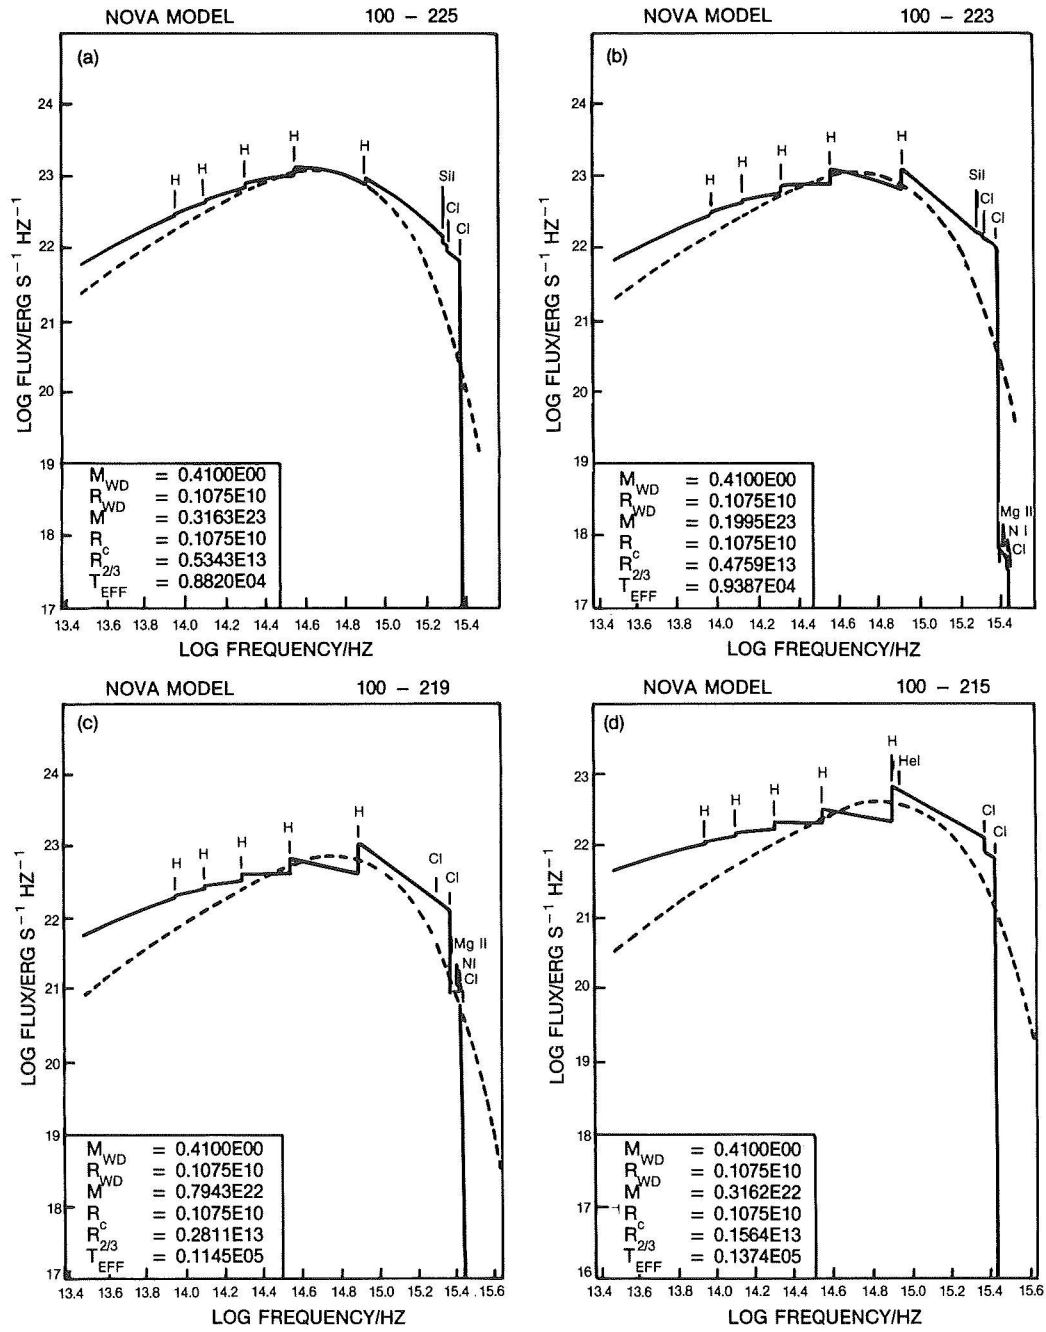 NOVA MODEL 100 – 225
(a)
LOG FLUX/ERG S⁻¹ HZ⁻¹
24
23
22
21
20
19
18
17
H H H H H
SiI
CI
CI
M_WD = 0.4100E00
R_WD = 0.1075E10
M = 0.3163E23
R_c = 0.1075E10
R_2/3 = 0.5343E13
T_EFF = 0.8820E04
13.4 13.6 13.8 14.0 14.2 14.4 14.6 14.8 15.0 15.2 15.4
LOG FREQUENCY/HZ
NOVA MODEL 100 – 223
(b)
LOG FLUX/ERG S⁻¹ HZ⁻¹
24
23
22
21
20
19
18
17
H H H H H
SiI
CI
CI
Mg II
N I
CI
M_WD = 0.4100E00
R_WD = 0.1075E10
M = 0.1995E23
R_c = 0.1075E10
R_2/3 = 0.4759E13
T_EFF = 0.9387E04
13.4 13.6 13.8 14.0 14.2 14.4 14.6 14.8 15.0 15.2 15.4
LOG FREQUENCY/HZ
NOVA MODEL 100 – 219
(c)
LOG FLUX/ERG S⁻¹ HZ⁻¹
24
23
22
21
20
19
18
17
H H H H H
CI
CI
Mg II
NI
CI
M_WD = 0.4100E00
R_WD = 0.1075E10
M = 0.7943E22
R_c = 0.1075E10
R_2/3 = 0.2811E13
T_EFF = 0.1145E05
13.4 13.6 13.8 14.0 14.2 14.4 14.6 14.8 15.0 15.2 15.4 15.6
LOG FREQUENCY/HZ
NOVA MODEL 100 – 215
(d)
LOG FLUX/ERG S⁻¹ HZ⁻¹
23
22
21
20
19
18
17
16
H H H H H
HeI
CI
CI
M_WD = 0.4100E00
R_WD = 0.1075E10
M = 0.3162E22
R_c = 0.1075E10
R_2/3 = 0.1564E13
T_EFF = 0.1374E05
13.4 13.6 13.8 14.0 14.2 14.4 14.6 14.8 15.0 15.2 15.4 15.6
LOG FREQUENCY/HZ